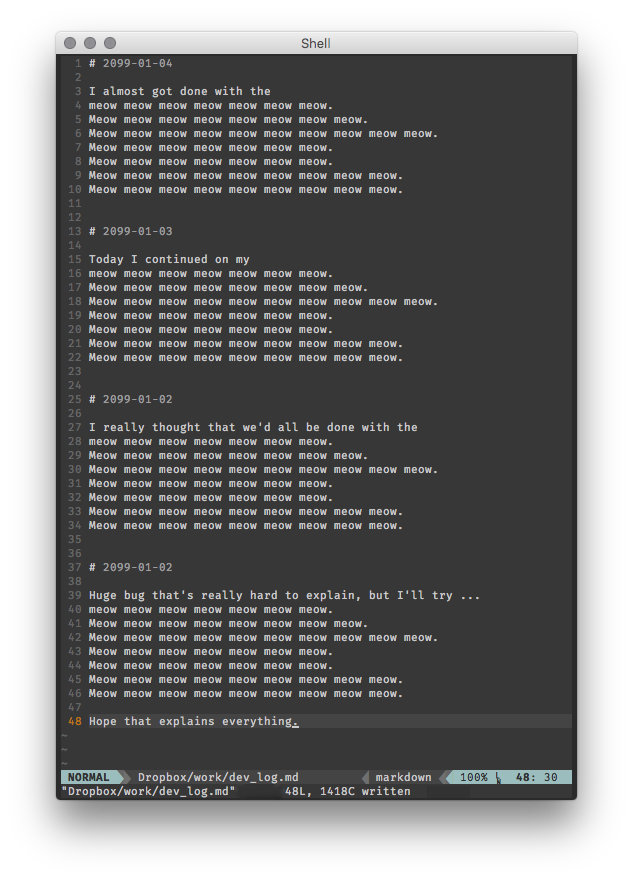 Shell
1 # 2099-01-04
2
3 I almost got done with the
4 meow meow meow meow meow meow meow.
5 Meow meow meow meow meow meow meow meow.
6 Meow meow meow meow meow meow meow meow meow meow.
7 Meow meow meow meow meow meow meow.
8 Meow meow meow meow meow meow meow.
9 Meow meow meow meow meow meow meow meow meow.
10 Meow meow meow meow meow meow meow meow meow.
11
12
13 # 2099-01-03
14
15 Today I continued on my
16 meow meow meow meow meow meow meow.
17 Meow meow meow meow meow meow meow meow.
18 Meow meow meow meow meow meow meow meow meow meow.
19 Meow meow meow meow meow meow meow.
20 Meow meow meow meow meow meow meow.
21 Meow meow meow meow meow meow meow meow meow.
22 Meow meow meow meow meow meow meow meow meow.
23
24
25 # 2099-01-02
26
27 I really thought that we'd all be done with the
28 meow meow meow meow meow meow meow.
29 Meow meow meow meow meow meow meow meow.
30 Meow meow meow meow meow meow meow meow meow meow.
31 Meow meow meow meow meow meow meow.
32 Meow meow meow meow meow meow meow.
33 Meow meow meow meow meow meow meow meow meow.
34 Meow meow meow meow meow meow meow meow meow.
35
36
37 # 2099-01-02
38
39 Huge bug that's really hard to explain, but I'll try ...
40 meow meow meow meow meow meow meow.
41 Meow meow meow meow meow meow meow meow.
42 Meow meow meow meow meow meow meow meow meow meow.
43 Meow meow meow meow meow meow meow.
44 Meow meow meow meow meow meow meow.
45 Meow meow meow meow meow meow meow meow meow.
46 Meow meow meow meow meow meow meow meow meow.
47
48 Hope that explains everything.
~
~
~
NORMAL Dropbox/work/dev_log.md markdown 100% 48: 30
"Dropbox/work/dev_log.md" 48L, 1418C written